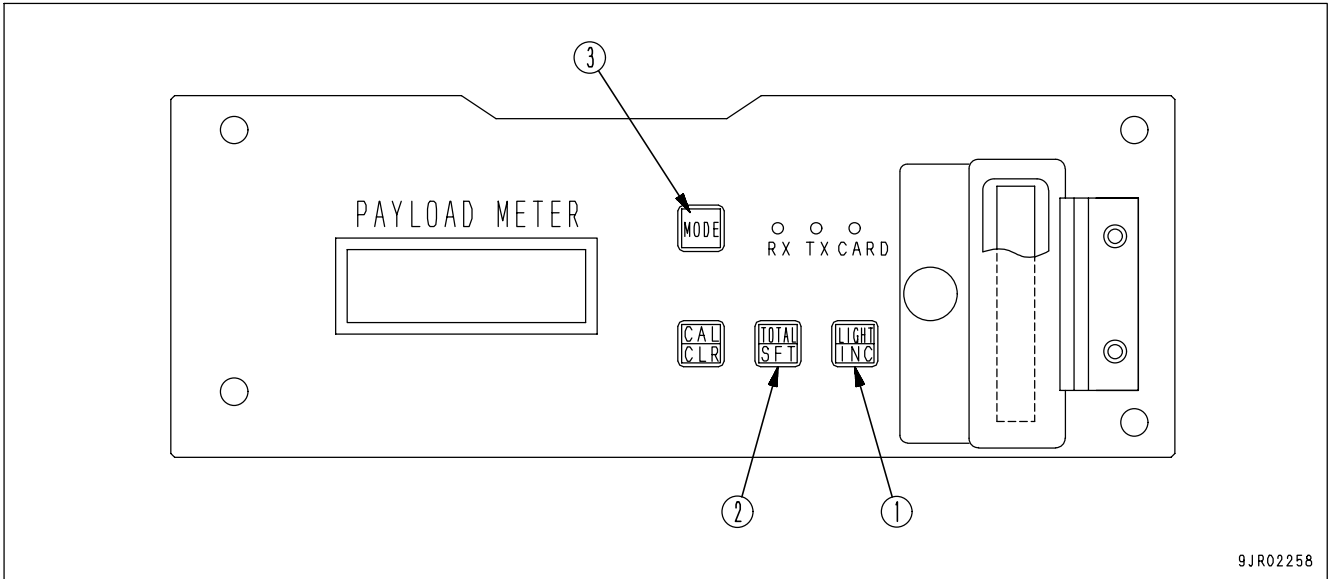 3
PAYLOAD METER
MODE
RX TX CARD
CAL
CLR
TOTAL
SFT
LIGHT
INC
2
1
9JR02258